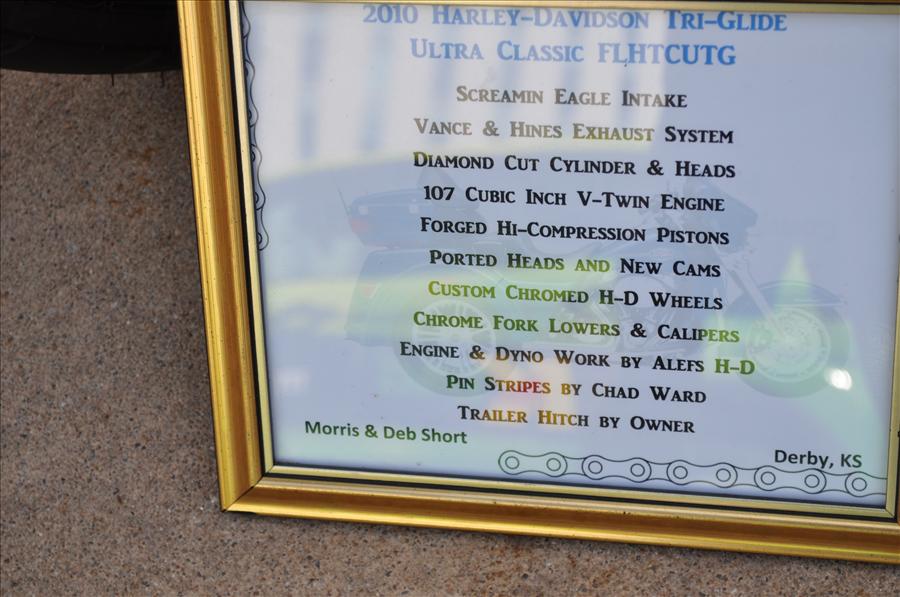 2010 Harley-Davidson Tri-Glide
Ultra Classic FLHTCUTG
Screamin Eagle Intake
Vance & Hines Exhaust System
Diamond Cut Cylinder & Heads
107 Cubic Inch V-Twin Engine
Forged Hi-Compression Pistons
Ported Heads and New Cams
Custom Chromed H-D Wheels
Chrome Fork Lowers & Calipers
Engine & Dyno Work by Alefs H-D
Pin Stripes by Chad Ward
Trailer Hitch by Owner
Morris & Deb Short
Derby, KS